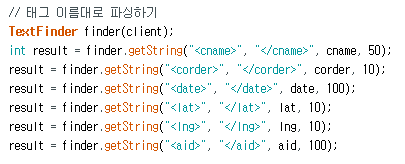 // 태그 이름대로 파싱하기
TextFinder finder(client);
int result = finder.getString("<cname>", "</cname>", cname, 50);
result = finder.getString("<corder>", "</corder>", corder, 10);
result = finder.getString("<date>", "</date>", date, 100);
result = finder.getString("<lat>", "</lat>", lat, 10);
result = finder.getString("<lng>", "</lng>", lng, 10);
result = finder.getString("<aid>", "</aid>", aid, 100);